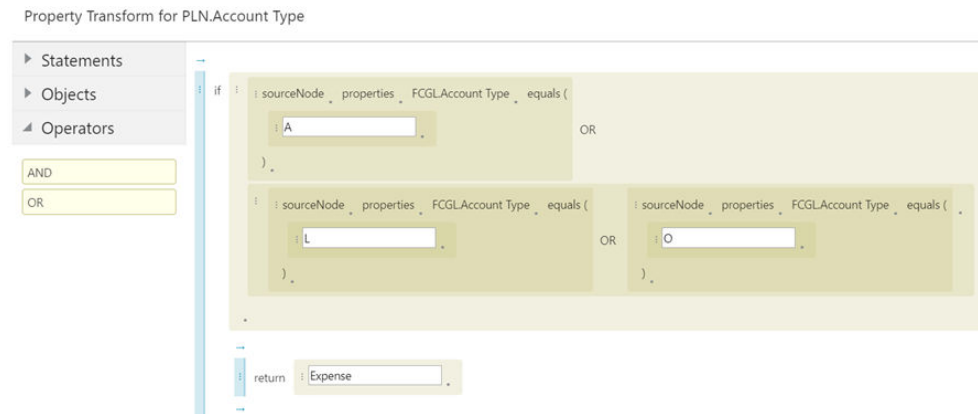 Property Transform for PLN.Account Type
Statements
Objects
Operators
AND
OR
if sourceNode properties FCGL.Account Type equals (
A
OR
)
sourceNode properties FCGL.Account Type equals (
L
)
OR
sourceNode properties FCGL.Account Type equals (
O
)
return Expense